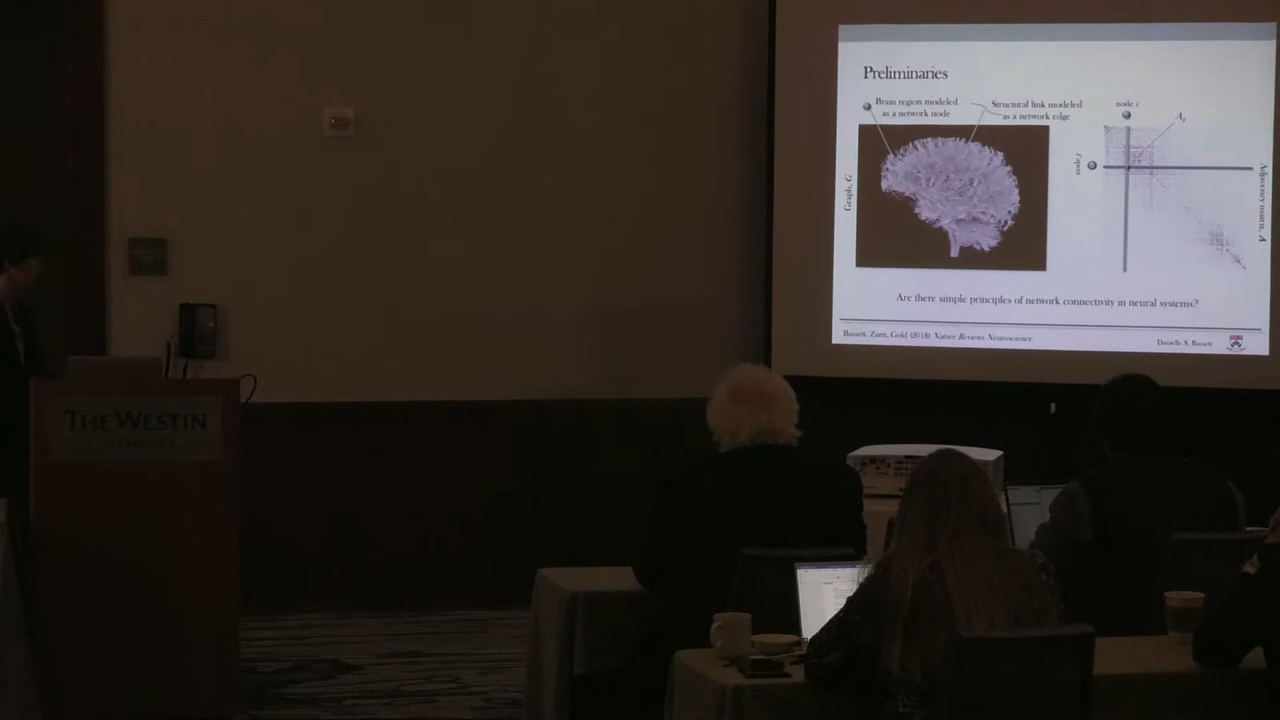 Preliminaries
Brain region modeled
as a network node
Structural link modeled
as a network edge
node i
node j
Graph, G
Adjacency matrix, A
Are there simple principles of network connectivity in neural systems?
Bassett, Zurn, Gold (2018) Nature Reviews Neuroscience
Danielle S. Bassett
THE WESTIN